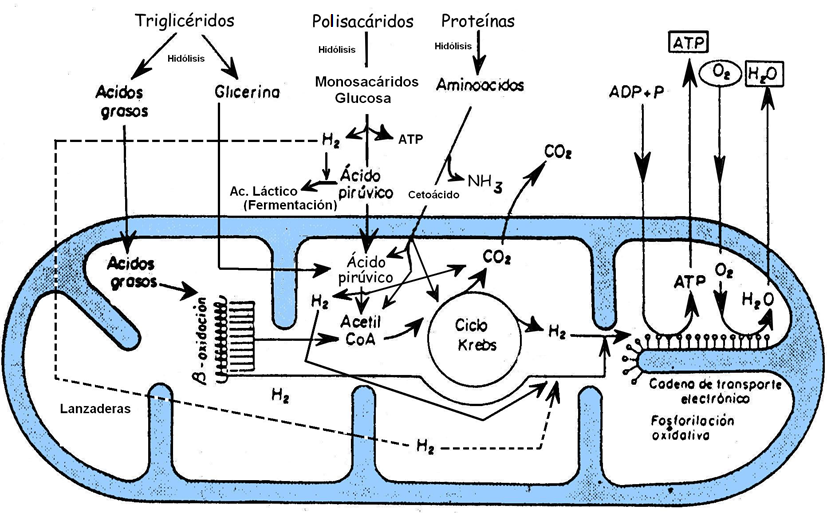 Triglicéridos
Polisacáridos
Proteínas
Hidólisis
Hidólisis
Hidólisis
ATP
O₂
H₂O
Acidos
grasos
Glicerina
Monosacáridos
Glucosa
Aminoacidos
ADP+P
H₂
ATP
CO₂
NH₃
Ac. Láctico
(Fermentación)
Ácido
pirúvico
Cetoácido
Acidos
grasos
Ácido
pirúvico
CO₂
ATP
O₂
H₂O
H₂
Acetil
CoA
Ciclo
Krebs
H₂
β-oxidación
H₂
Lanzaderas
H₂
Cadena de transporte
electrónico
Fosforilación
oxidativa